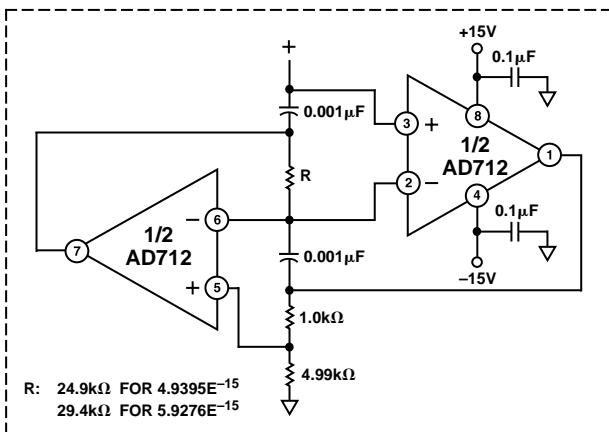 +15V
+
0.1µF
0.001µF
8
3
+
1/2
AD712
1
R
2
−
4
0.1µF
−
6
1/2
AD712
7
0.001µF
5
+
−15V
1.0kΩ
4.99kΩ
R: 24.9kΩ FOR 4.9395E–15
29.4kΩ FOR 5.9276E–15